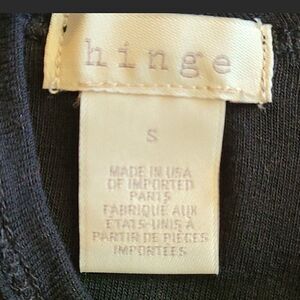 hinge
S
MADE IN USA
OF IMPORTED
PARTS
FABRIQUE AUX
ETATS-UNIS A
PARTIR DE PIECES
IMPORTEES